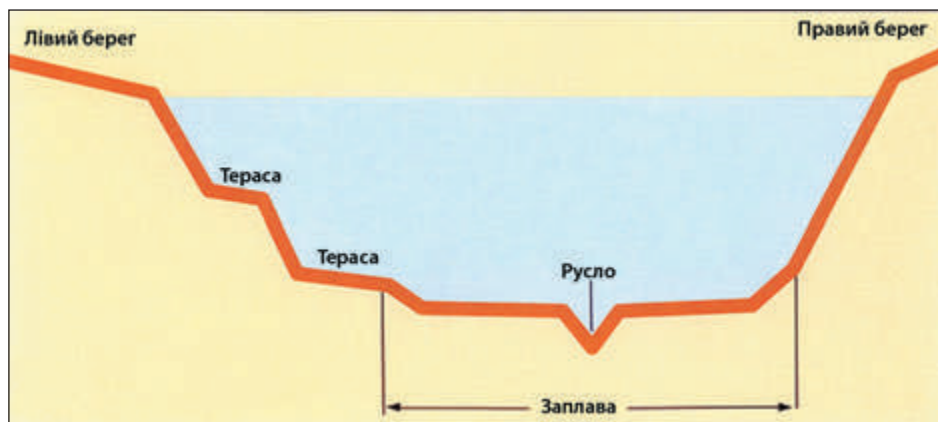 Лівий берег
Правий берег
Тераса
Тераса
Русло
Заплава